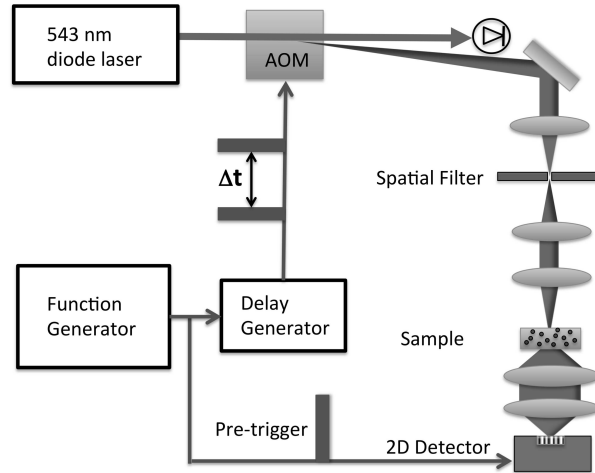 543 nm
diode laser
AOM
Δt
Spatial Filter
Function
Generator
Delay
Generator
Sample
Pre-trigger
2D Detector